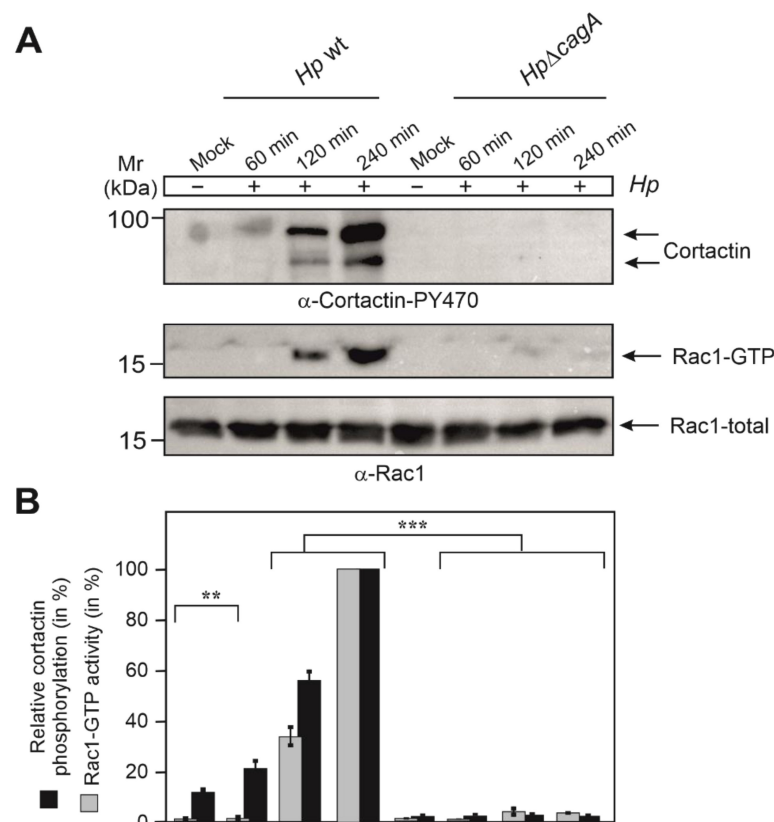 A
Hp wt
HpΔcagA
Mr
(kDa)
Mock
60 min
120 min
240 min
Mock
60 min
120 min
240 min
– + + + – + + + Hp
100
Cortactin
α-Cortactin-PY470
15
Rac1-GTP
15
Rac1-total
α-Rac1
B
***
**
100
80
60
40
20
0
Relative cortactin
phosphorylation (in %)
Rac1-GTP activity (in %)